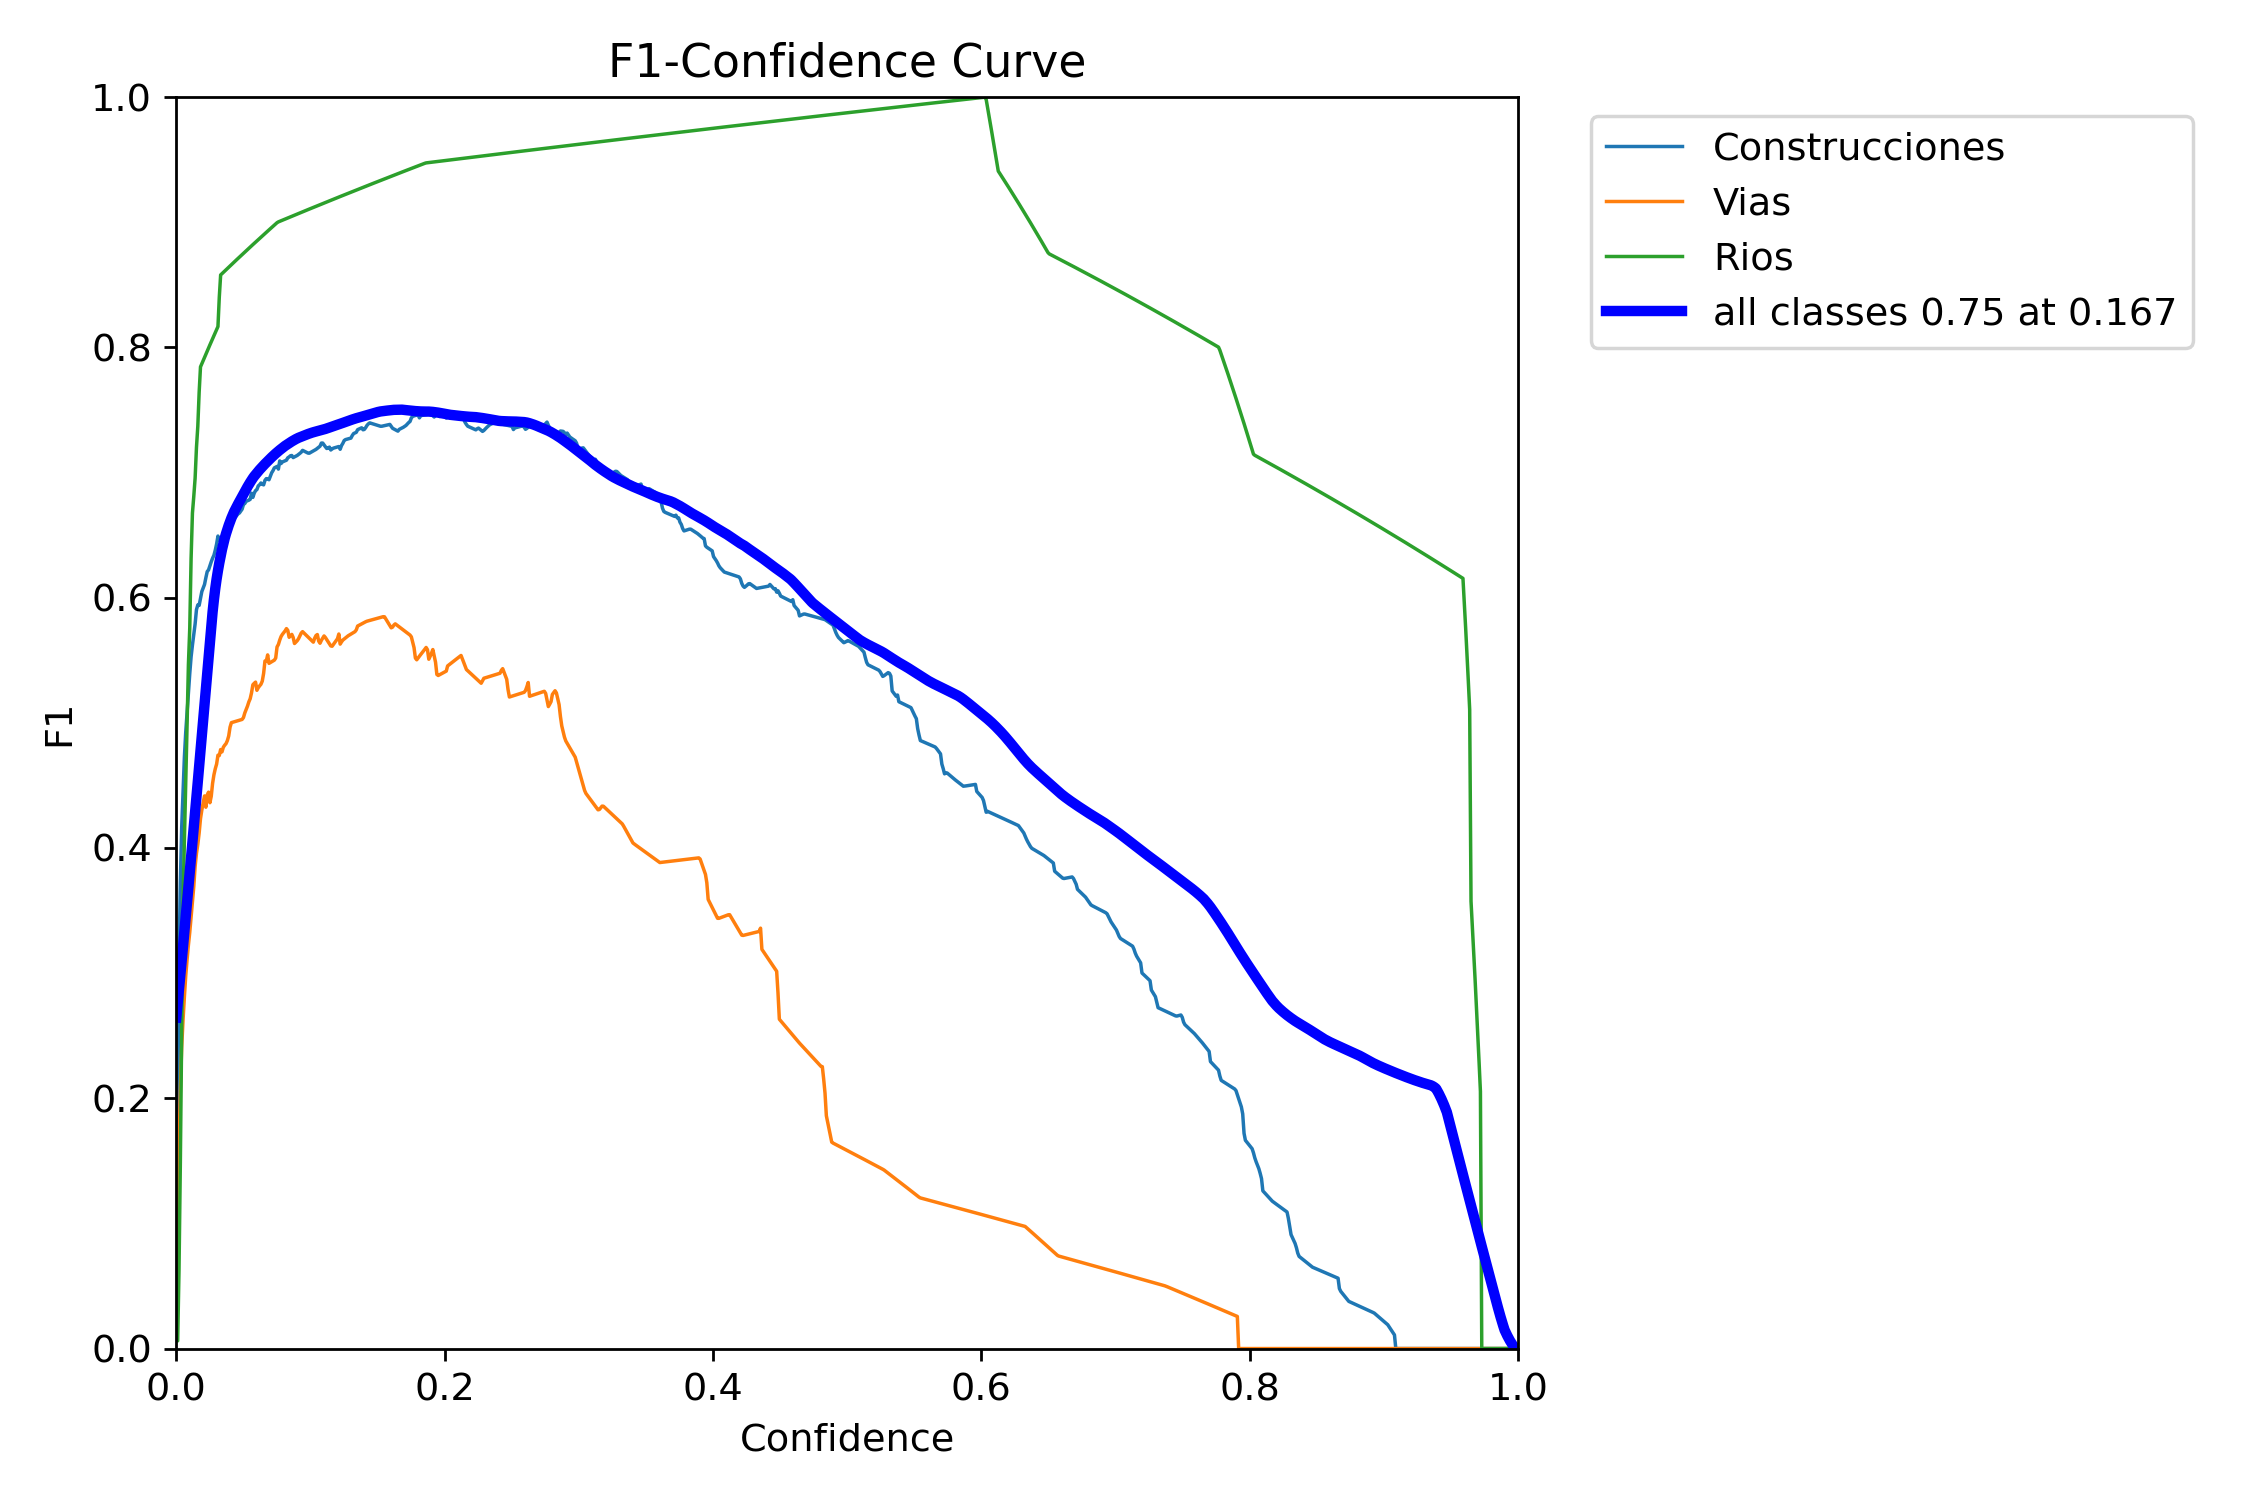 F1-Confidence Curve
1.0
0.8
0.6
0.4
0.2
0.0
F1
0.0 0.2 0.4 0.6 0.8 1.0
Confidence
Construcciones
Vias
Rios
all classes 0.75 at 0.167